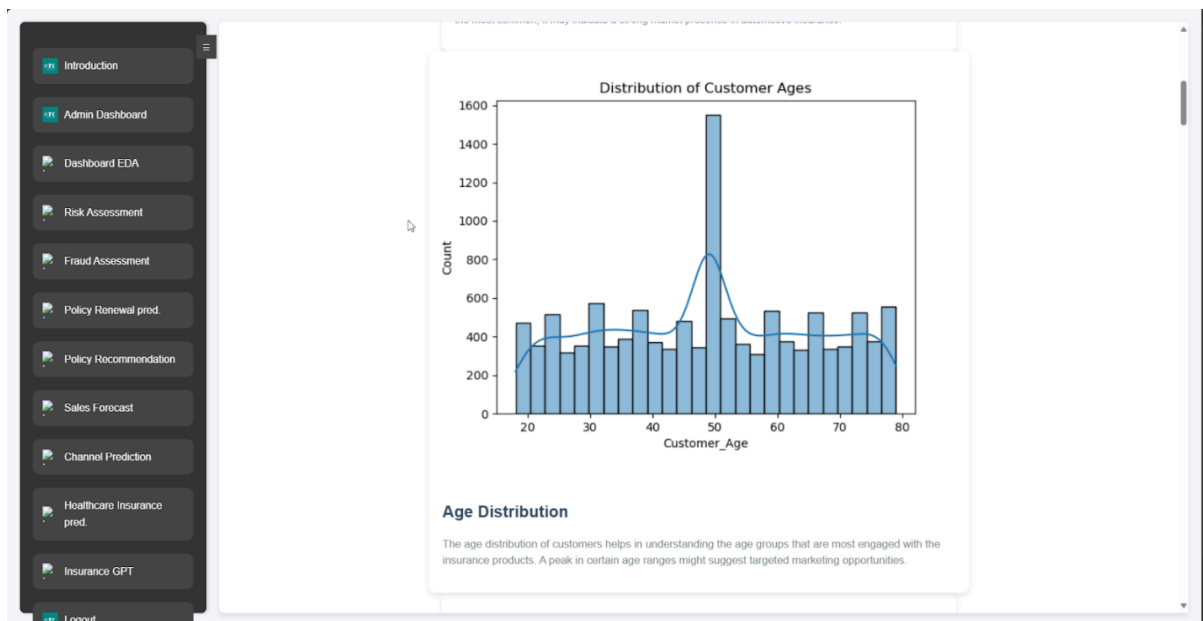 Introduction
Admin Dashboard
Dashboard EDA
Risk Assessment
Fraud Assessment
Policy Renewal pred.
Policy Recommendation
Sales Forecast
Channel Prediction
Healthcare Insurance
pred.
Insurance GPT
Logout
Distribution of Customer Ages
1600
1400
1200
1000
800
600
400
200
0
Count
20 30 40 50 60 70 80
Customer_Age
Age Distribution
The age distribution of customers helps in understanding the age groups that are most engaged with the
insurance products. A peak in certain age ranges might suggest targeted marketing opportunities.